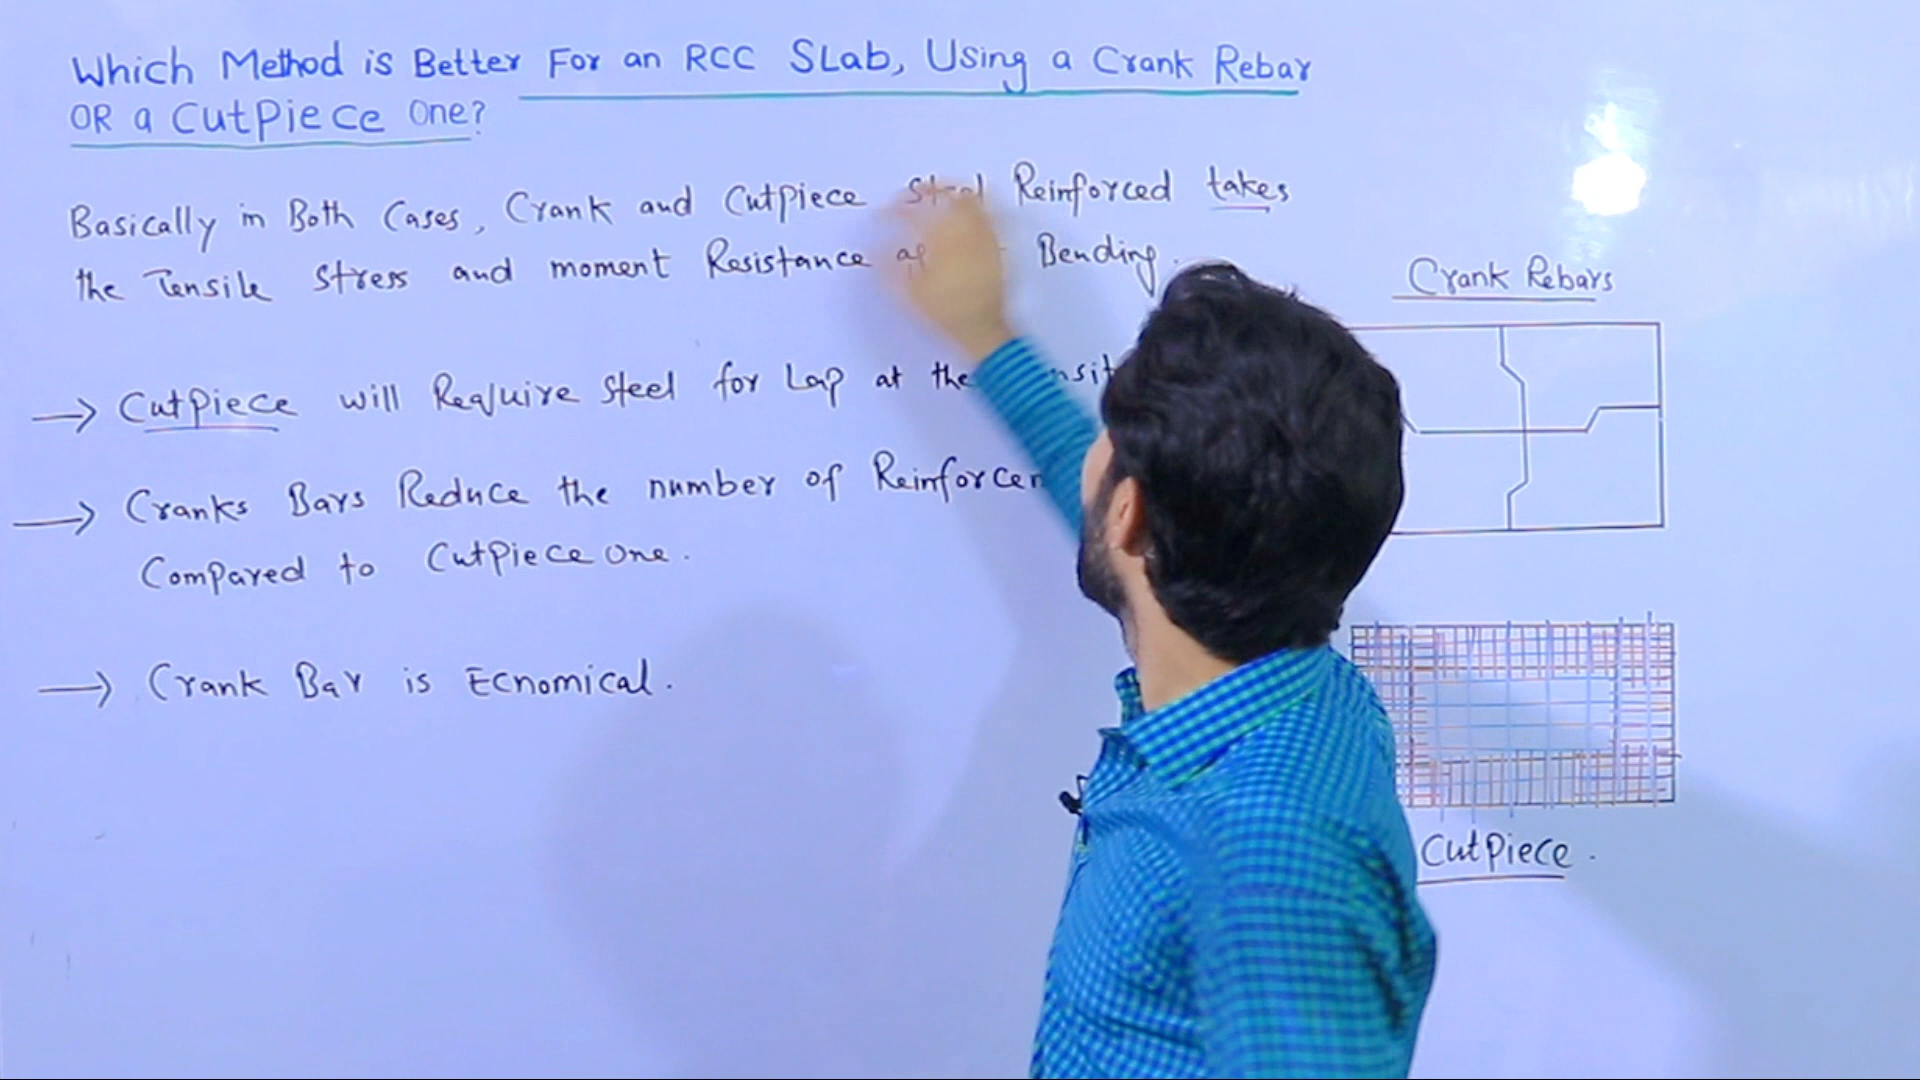 Which Method is Better For an RCC SLab, Using a Crank Rebar
OR a CutPiece One?
Basically in Both Cases, Crank and CutPiece Steel Reinforced takes
the Tensile Stress and moment Resistance Bending.
→ CutPiece will Require Steel for Lap at the
→ Cranks Bars Reduce the number of
Compared to CutPiece One.
→ Crank Bar is Ecnomical.
Crank Rebars
CutPiece.